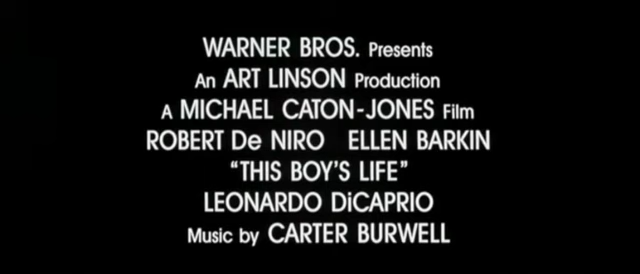 WARNER BROS. Presents
An ART LINSON Production
A MICHAEL CATON-JONES Film
ROBERT De NIRO ELLEN BARKIN
“THIS BOY’S LIFE”
LEONARDO DiCAPRIO
Music by CARTER BURWELL